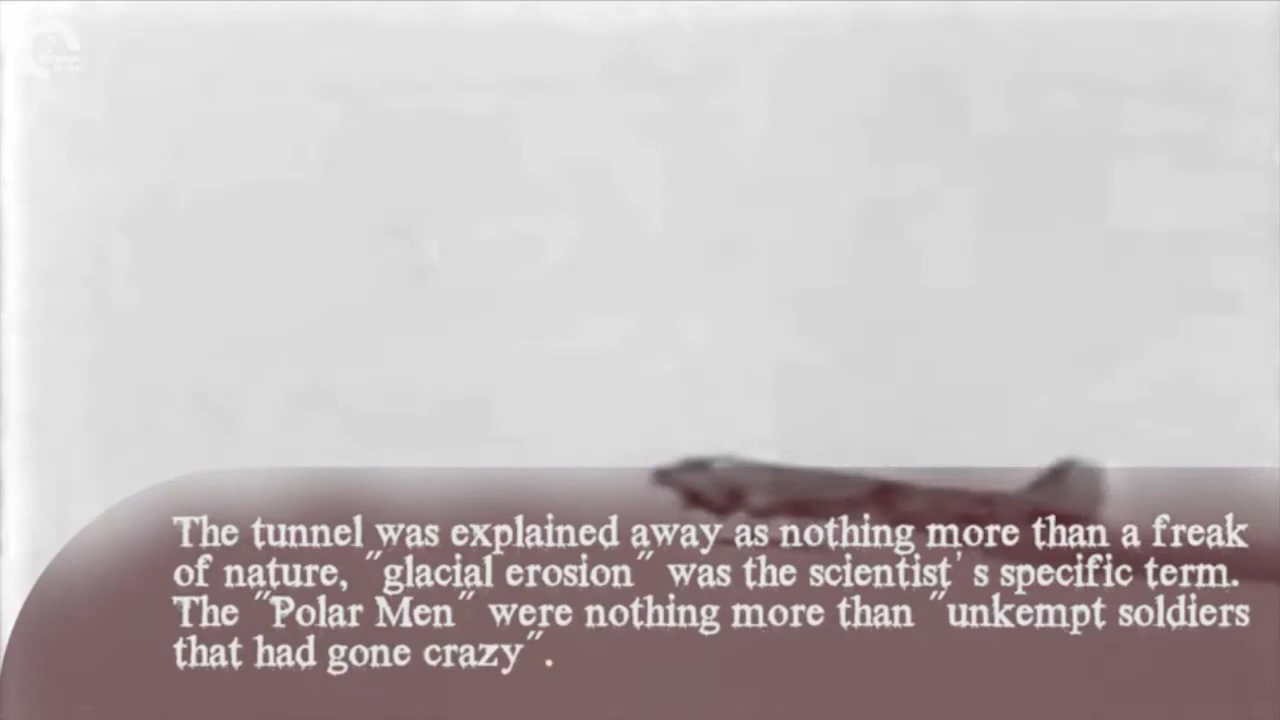 The tunnel was explained away as nothing more than a freak
of nature, "glacial erosion" was the scientist's specific term.
The "Polar Men" were nothing more than "unkempt soldiers
that had gone crazy".